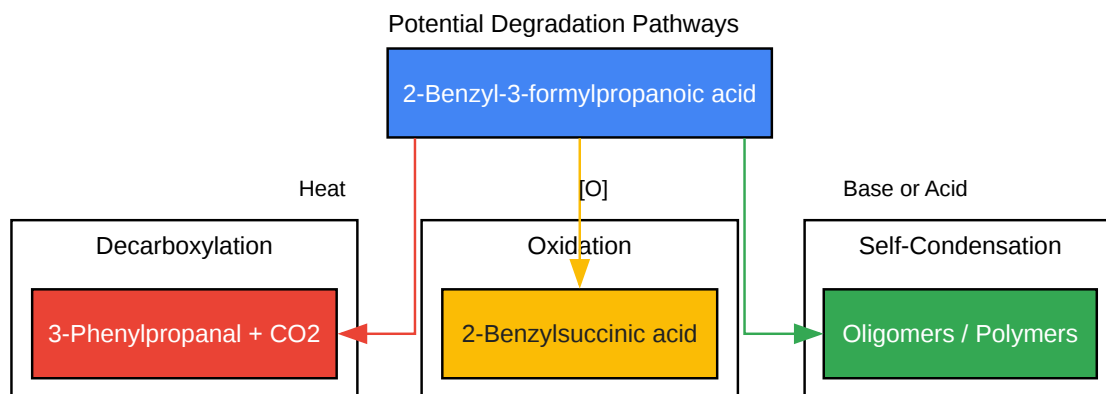 Potential Degradation Pathways
2-Benzyl-3-formylpropanoic acid
Heat
[O]
Base or Acid
Decarboxylation
Oxidation
Self-Condensation
3-Phenylpropanal + CO2
2-Benzylsuccinic acid
Oligomers / Polymers